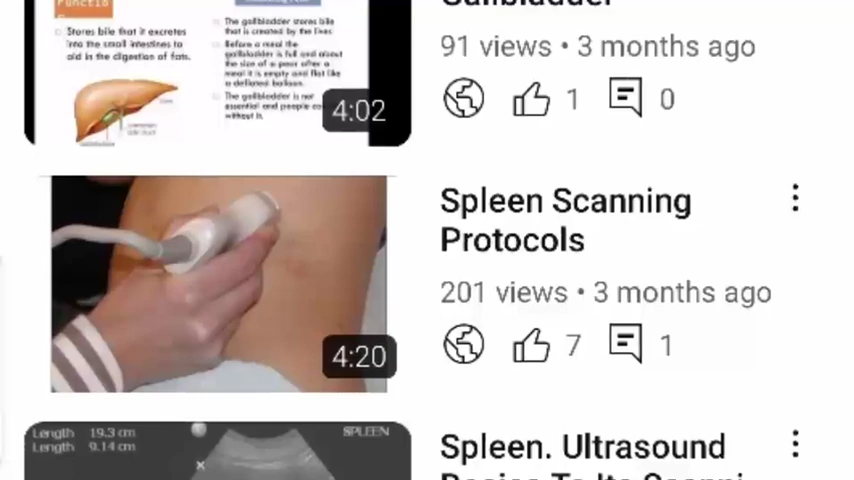 Gallbladder
Stores bile that it excretes
into the small intestines to
aid in the digestion of fats.
The gallbladder stores bile
that is created by the liver
Before a meal the
gallbladder is full and about
the size of a pear after a
meal it is empty and flat like
a deflated balloon.
The gallbladder is not
essential and people
without it.
4:02
91 views • 3 months ago
1
0
4:20
Spleen Scanning
Protocols
201 views • 3 months ago
7
1
Length 19.3 cm
Length 9.14 cm
SPLEEN
Spleen. Ultrasound